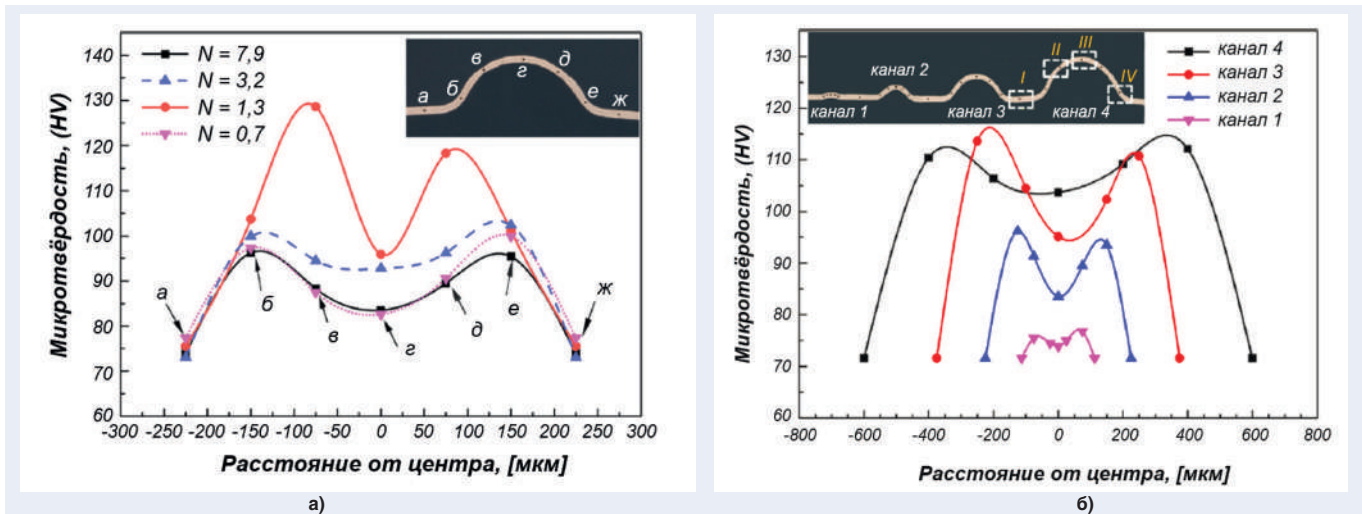 140
130
120
110
100
90
80
70
60
Микротвёрдость, (HV)
N = 7,9
N = 3,2
N = 1,3
N = 0,7
а
б
в
г
д
е
ж
а
б
в
г
д
е
ж
-300 -250 -200 -150 -100 -50 0 50 100 150 200 250 300
Расстояние от центра, [мкм]
а)
130
120
110
100
90
80
70
60
Микротвёрдость, (HV)
канал 1
канал 2
канал 3
канал 4
I
II
III
IV
канал 4
канал 3
канал 2
канал 1
-800 -600 -400 -200 0 200 400 600 800
Расстояние от центра, [мкм]
б)